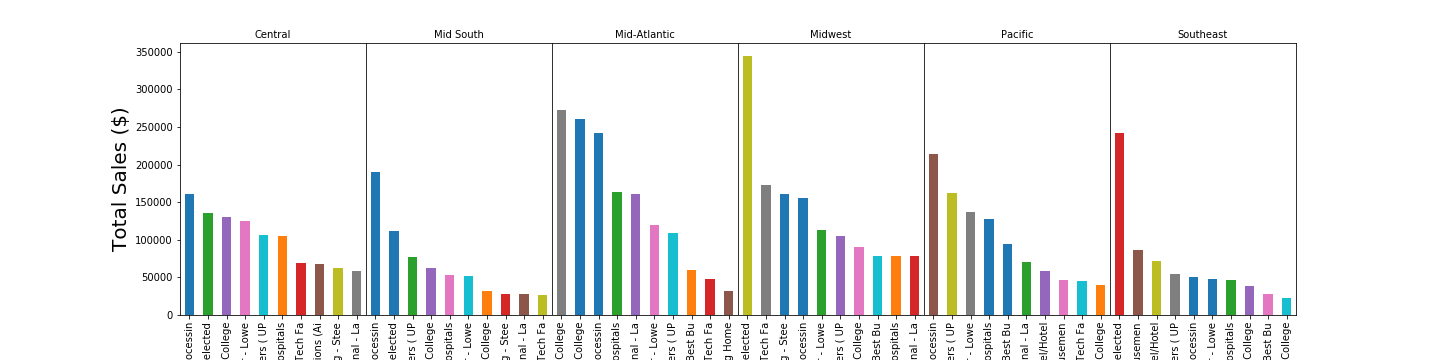 Central Mid South Mid-Atlantic Midwest Pacific Southeast
Total Sales ($)
350000
300000
250000
200000
150000
100000
50000
0
ocessin
elected
College
r - Lowe
ers ( UP
ospitals
Tech Fa
ions (Ai
g - Stee
nal - La
ocessin
elected
ers ( UP
College
ospitals
r - Lowe
College
g - Stee
nal - La
Tech Fa
College
College
ocessin
ospitals
nal - La
r - Lowe
ers ( UP
Best Bu
Tech Fa
g Home
elected
Tech Fa
g - Stee
ocessin
r - Lowe
ers ( UP
College
Best Bu
ospitals
nal - La
ocessin
ers ( UP
r - Lowe
ospitals
Best Bu
nal - La
el/Hotel
usemen
Tech Fa
College
elected
usemen
el/Hotel
ers ( UP
ocessin
r - Lowe
ospitals
College
Best Bu
College